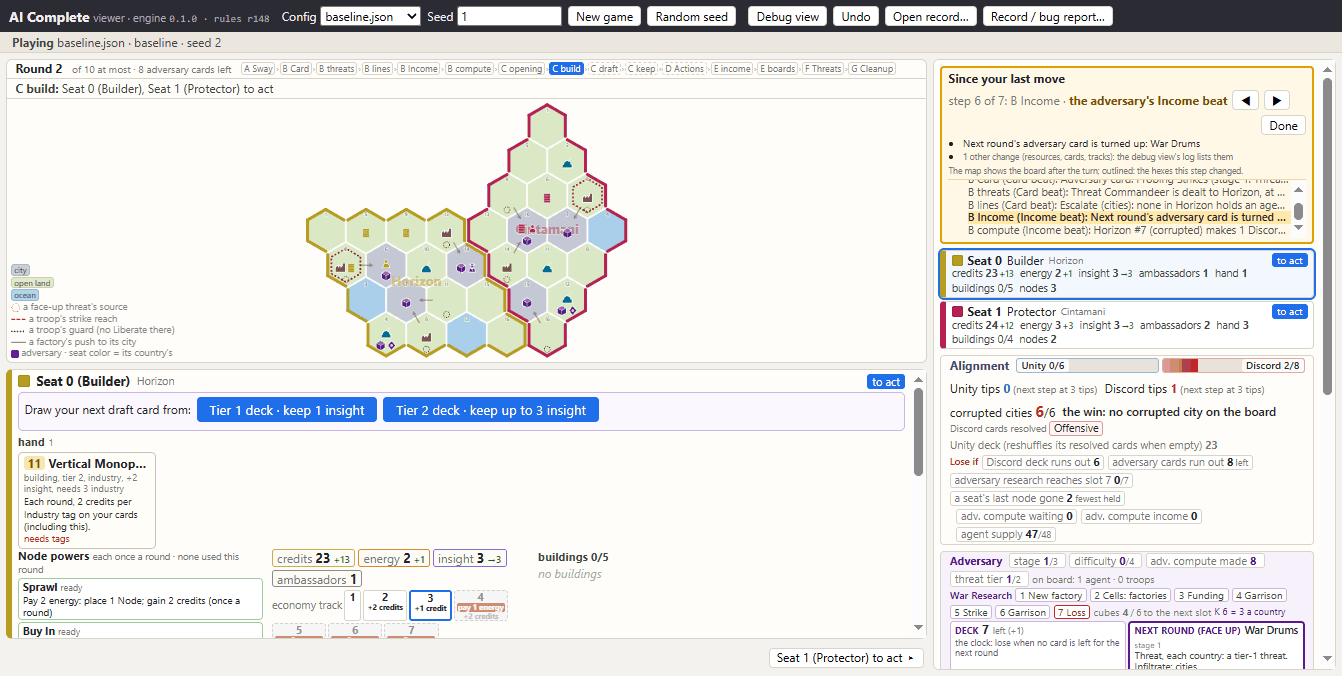 AI Complete viewer · engine 0.1.0 · rules r148 Config baseline.json Seed 1 New game Random seed Debug view Undo Open record... Record / bug report...
Playing baseline.json · baseline · seed 2
Round 2 of 10 at most · 8 adversary cards left A Sway B Card B threats B lines B Income B compute C opening C build C draft C keep D Actions E income E boards F Threats G Cleanup
C build: Seat 0 (Builder), Seat 1 (Protector) to act
Cintamani
Horizon
city
open land
ocean
a face-up threat's source
a troop's strike reach
a troop's guard (no Liberate there)
a factory's push to its city
adversary · seat color = its country's
Seat 0 (Builder) Horizon to act
Draw your next draft card from: Tier 1 deck · keep 1 insight Tier 2 deck · keep up to 3 insight
hand 1
11 Vertical Monop...
building, tier 2, industry, +2
insight, needs 3 industry
Each round, 2 credits per
Industry tag on your cards
(including this).
needs tags
Node powers each once a round · none used this
round
Sprawl ready
Pay 2 energy: place 1 Node; gain 2 credits (once a
round)
Buy In ready
credits 23 +13 energy 2 +1 insight 3 →3
ambassadors 1
economy track 1 2 +2 credits 3 +1 credit 4 pay 1 energy +2 credits
5 6 7
buildings 0/5
no buildings
Seat 1 (Protector) to act ▸
Since your last move
step 6 of 7: B Income · the adversary's Income beat ◀ ▶
Done
• Next round's adversary card is turned up: War Drums
• 1 other change (resources, cards, tracks): the debug view's log lists them
The map shows the board after the turn; outlined: the hexes this step changed.
B threats (Card beat): Threat Commandeer is dealt to Horizon, at ...
B lines (Card beat): Escalate (cities): none in Horizon holds an age...
B Income (Income beat): Next round's adversary card is turned ...
B compute (Income beat): Horizon #7 (corrupted) makes 1 Discor...
Seat 0 Builder Horizon to act
credits 23 +13 energy 2 +1 insight 3 →3 ambassadors 1 hand 1
buildings 0/5 nodes 3
Seat 1 Protector Cintamani to act
credits 24 +12 energy 3 +3 insight 3 →3 ambassadors 2 hand 3
buildings 0/4 nodes 2
Alignment Unity 0/6 Discord 2/8
Unity tips 0 (next step at 3 tips) Discord tips 1 (next step at 3 tips)
corrupted cities 6/6 the win: no corrupted city on the board
Discord cards resolved Offensive
Unity deck (reshuffles its resolved cards when empty) 23
Lose if Discord deck runs out 6 adversary cards run out 8 left
adversary research reaches slot 7 0/7
a seat's last node gone 2 fewest held
adv. compute waiting 0 adv. compute income 0
agent supply 47/48
Adversary stage 1/3 difficulty 0/4 adv. compute made 8
threat tier 1/2 on board: 1 agent · 0 troops
War Research 1 New factory 2 Cells: factories 3 Funding 4 Garrison
5 Strike 6 Garrison 7 Loss cubes 4 / 6 to the next slot K 6 = 3 a country
DECK 7 left (+1)
the clock: lose when no card is left for the
next round
NEXT ROUND (FACE UP) War Drums
stage 1
Threat, each country: a tier-1 threat.
Infiltrate: cities